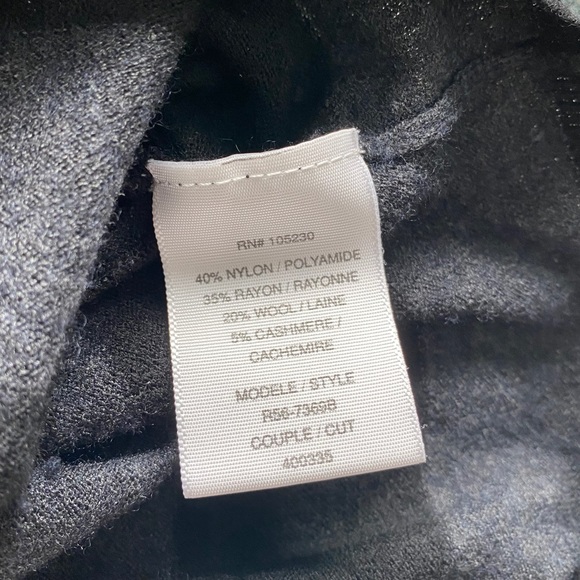 RN# 105230
40% NYLON / POLYAMIDE
35% RAYON / RAYONNE
20% WOOL / LAINE
5% CASHMERE /
CACHEMIRE
MODELE / STYLE
R56-7369B
COUPLE / CUT
400335